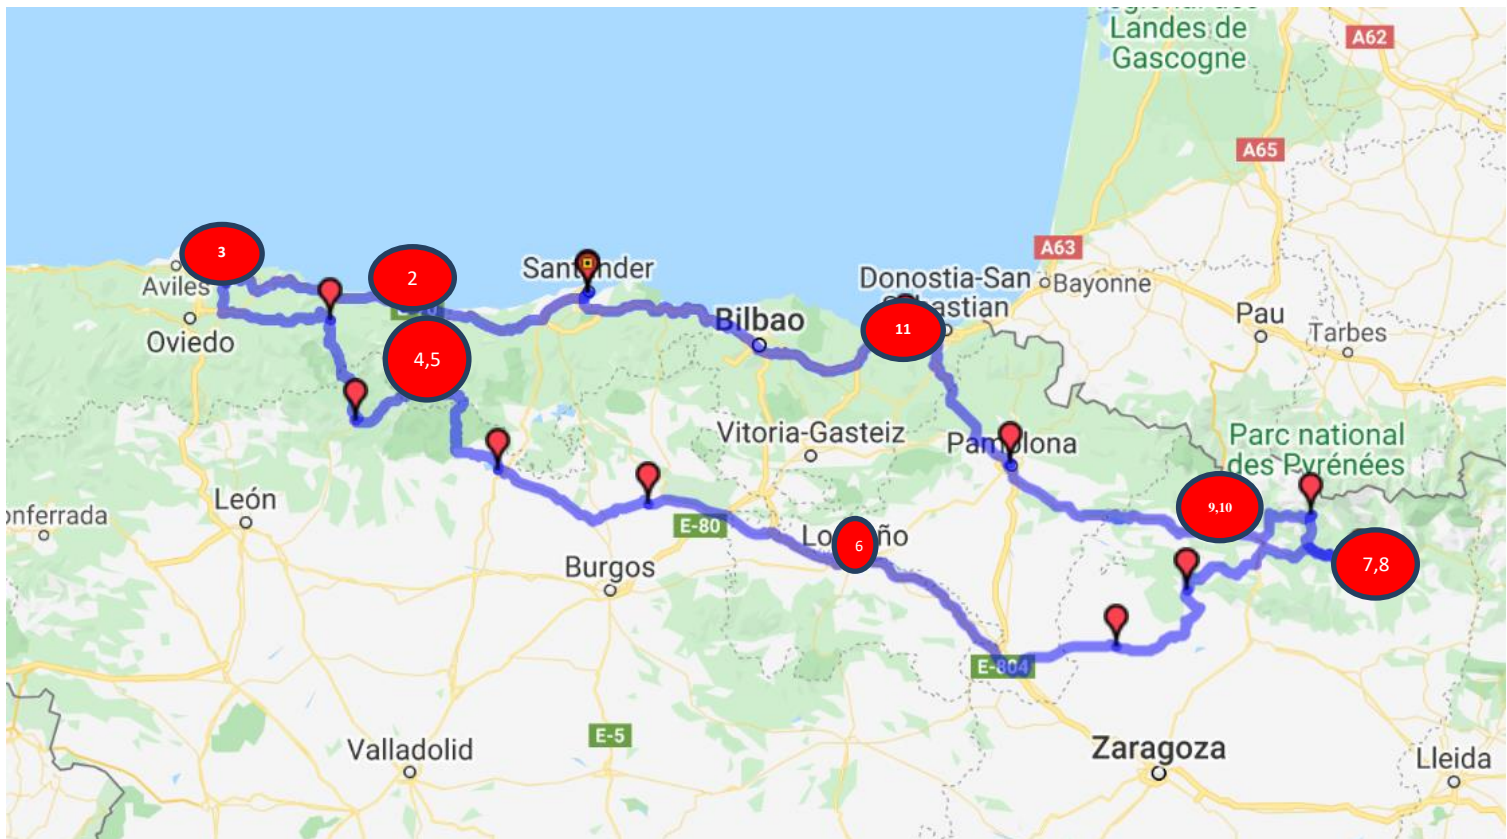 Landes de
Gascogne
A62
A65
A63
3
2
Santander
Donostia-San
Sebastian
Bayonne
Aviles
Oviedo
Bilbao
11
Pau
Tarbes
4,5
Vitoria-Gasteiz
Pamplona
Parc national
des Pyrénées
León
onferrada
E-80
9,10
6
7,8
Burgos
E-804
E-5
Valladolid
Zaragoza
Lleida